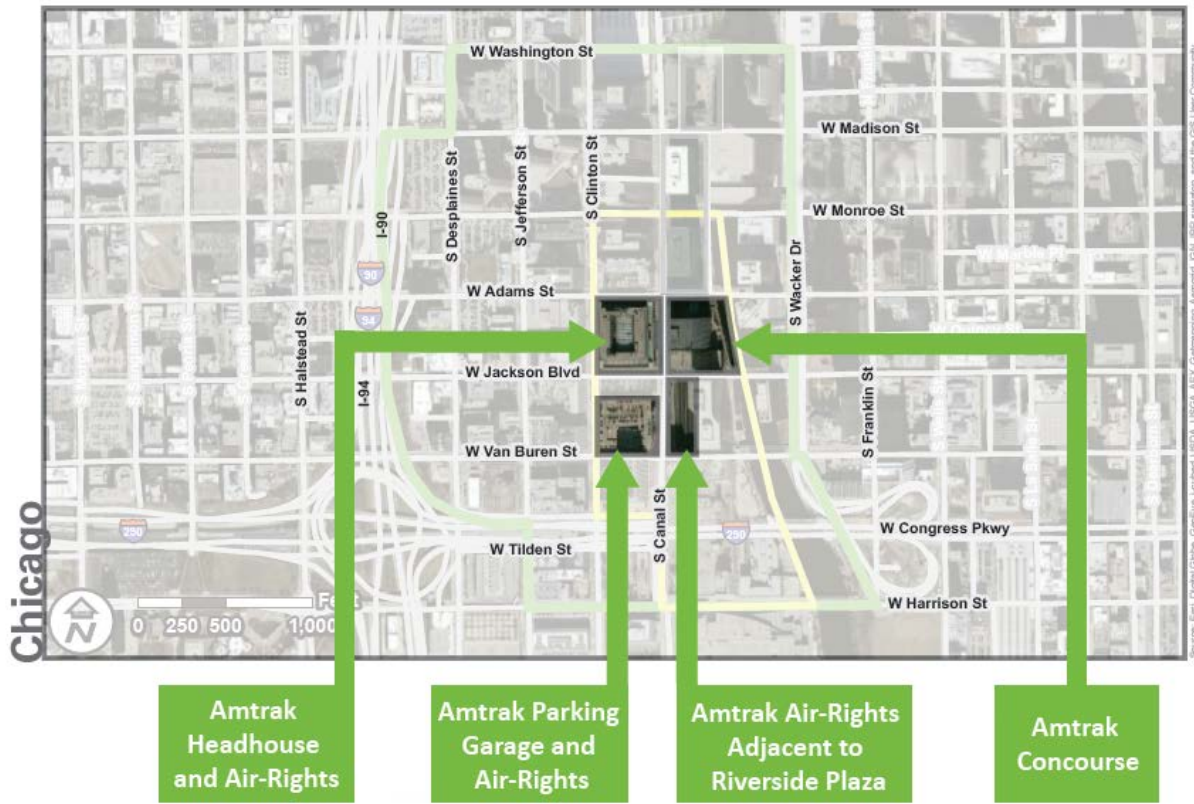 W Washington St
W Madison St
W Monroe St
W Adams St
W Jackson Blvd
W Van Buren St
W Congress Pkwy
W Tilden St
W Harrison St
S Halstead St
I-90
I-94
S Desplaines St
S Jefferson St
S Clinton St
S Canal St
S Wacker Dr
S Franklin St
90
94
290
290
Chicago
N
0 250 500 1,000
Feet
Amtrak
Headhouse
and Air-Rights
Amtrak Parking
Garage and
Air-Rights
Amtrak Air-Rights
Adjacent to
Riverside Plaza
Amtrak
Concourse